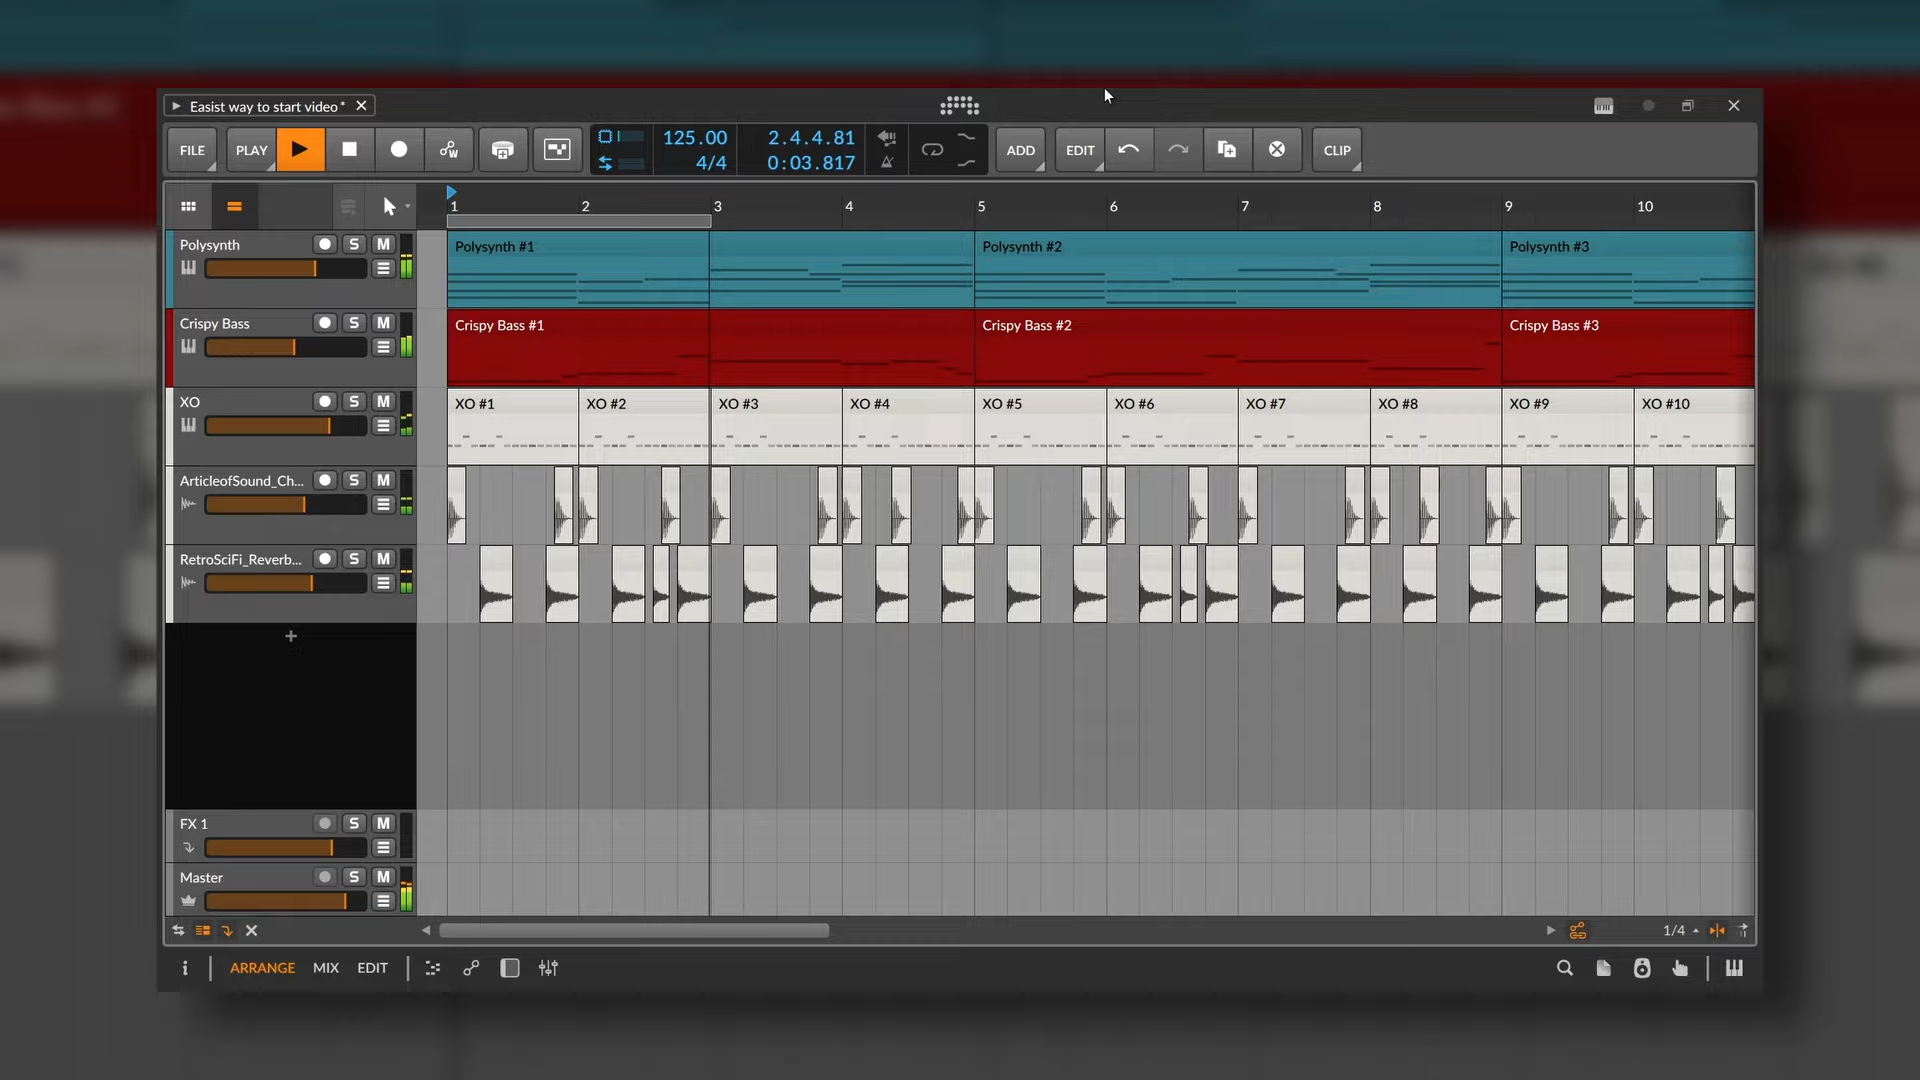 Easist way to start video*
FILE PLAY 125.00 2.4.4.81 ADD EDIT CLIP
4/4 0:03.817
1 2 3 4 5 6 7 8 9 10
Polysynth S M Polysynth #1 Polysynth #2 Polysynth #3
Crispy Bass S M Crispy Bass #1 Crispy Bass #2 Crispy Bass #3
XO S M XO #1 XO #2 XO #3 XO #4 XO #5 XO #6 XO #7 XO #8 XO #9 XO #10
ArticleofSound_Ch... S M
RetroSciFi_Reverb... S M
+
FX 1 S M
Master S M
1/4
i ARRANGE MIX EDIT